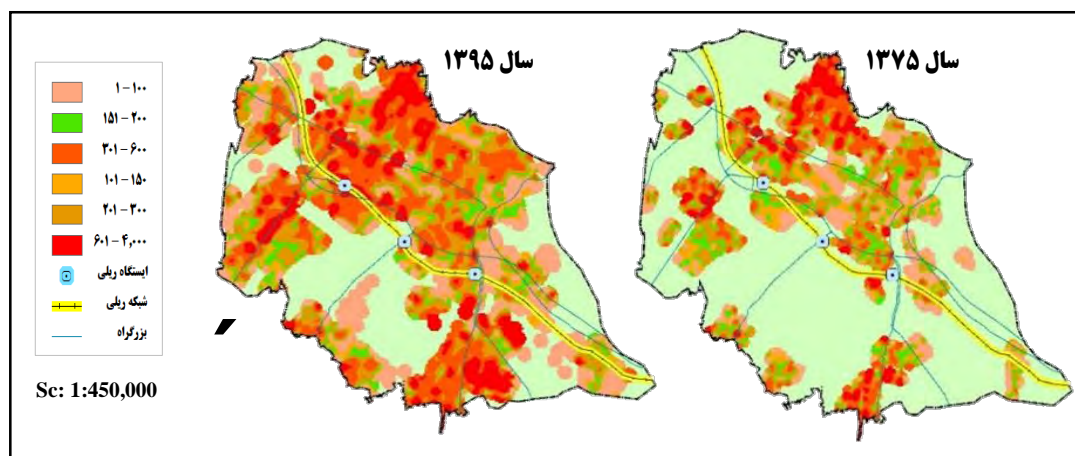 سال ۱۳۷۵
سال ۱۳۹۵
۱ – ۱۰۰
۱۵۱ – ۲۰۰
۳۰۱ – ۶۰۰
۱۰۱ – ۱۵۰
۲۰۱ – ۳۰۰
۶۰۱ – ۴,۰۰۰
ایستگاه ریلی
شبکه ریلی
بزرگراه
Sc: 1:450,000